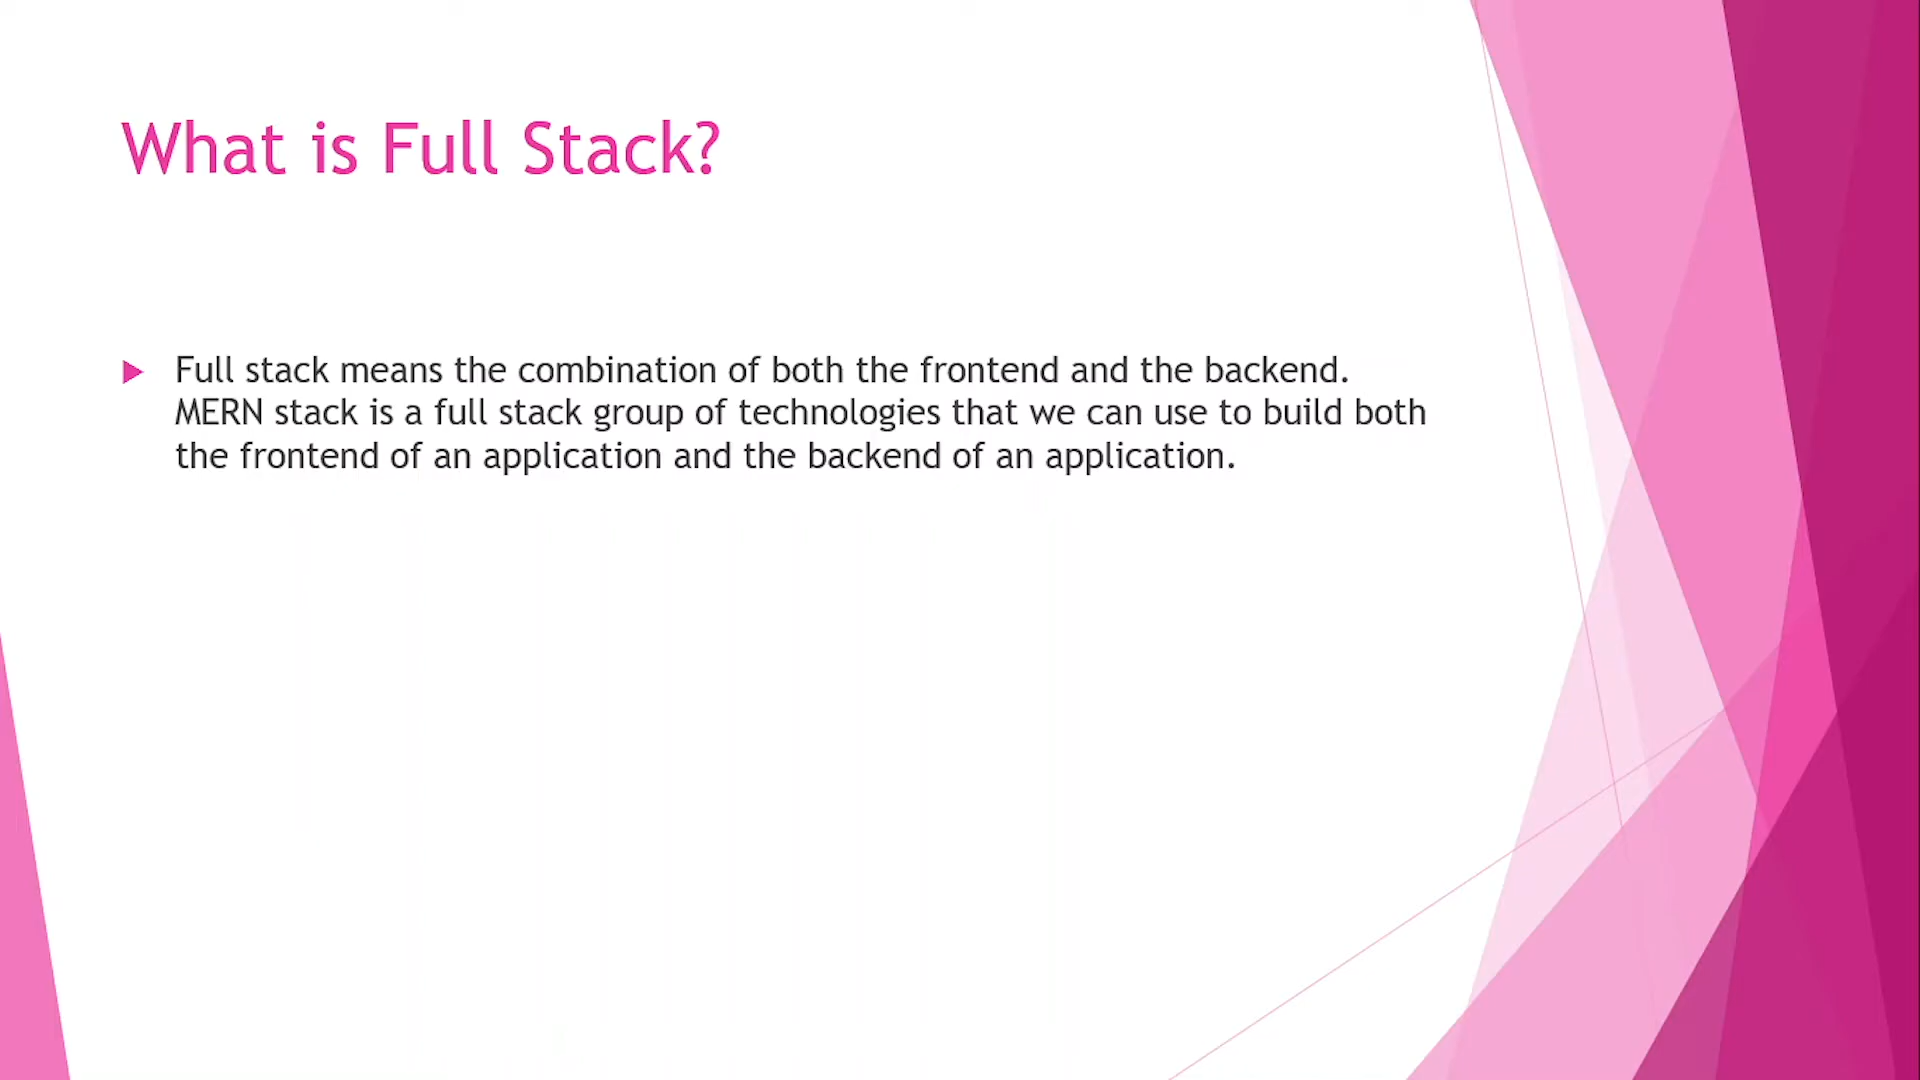 What is Full Stack?
Full stack means the combination of both the frontend and the backend.
MERN stack is a full stack group of technologies that we can use to build both
the frontend of an application and the backend of an application.